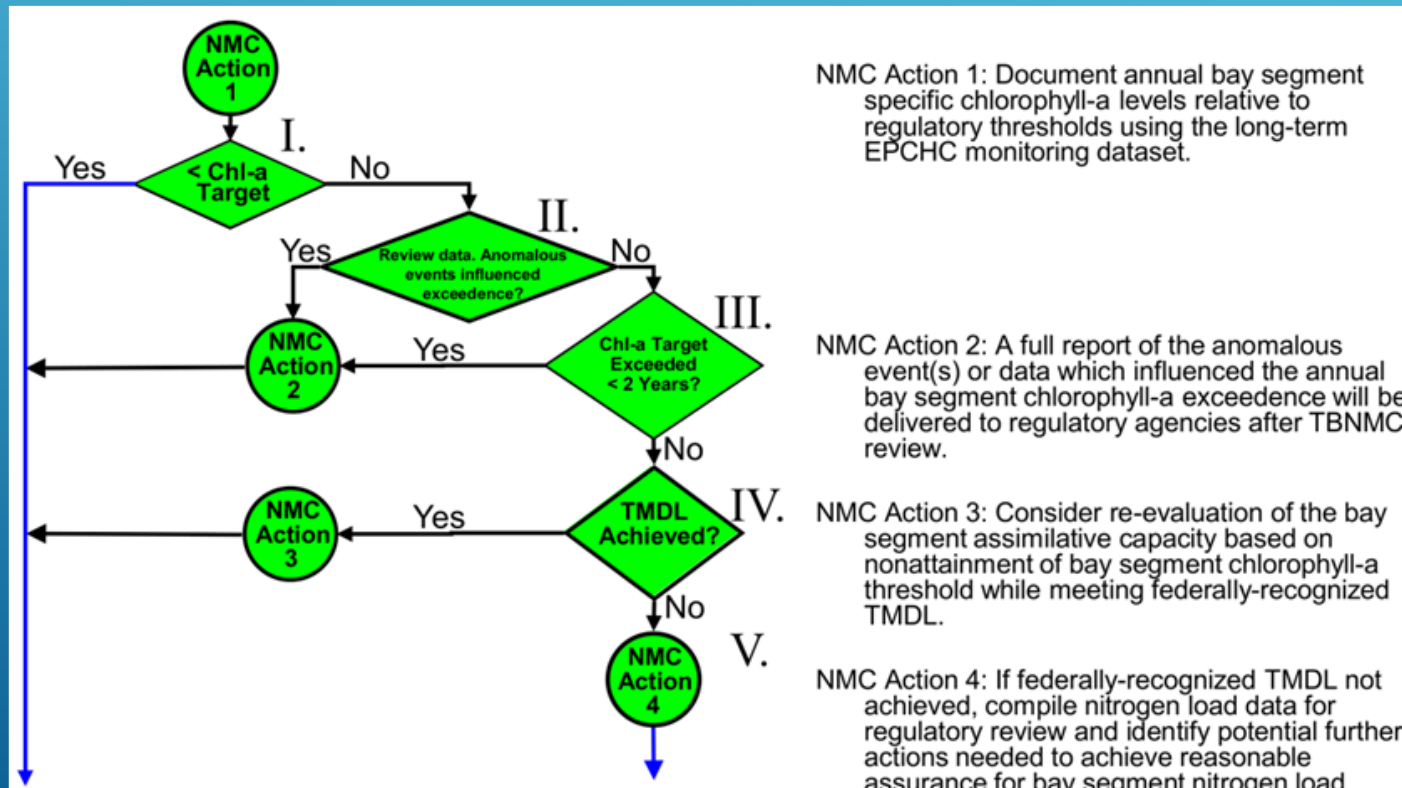 NMC
Action
1
I.
Yes
< Chl-a
Target
No
II.
Yes
Review data. Anomalous
events influenced
exceedence?
No
III.
NMC
Action
2
Yes
Chl-a Target
Exceeded
< 2 Years?
No
NMC
Action
3
Yes
TMDL
Achieved?
IV.
No
NMC
Action
4
V.
NMC Action 1: Document annual bay segment
specific chlorophyll-a levels relative to
regulatory thresholds using the long-term
EPCHC monitoring dataset.
NMC Action 2: A full report of the anomalous
event(s) or data which influenced the annual
bay segment chlorophyll-a exceedence will be
delivered to regulatory agencies after TBNMC
review.
NMC Action 3: Consider re-evaluation of the bay
segment assimilative capacity based on
nonattainment of bay segment chlorophyll-a
threshold while meeting federally-recognized
TMDL.
NMC Action 4: If federally-recognized TMDL not
achieved, compile nitrogen load data for
regulatory review and identify potential further
actions needed to achieve reasonable
assurance for bay segment nitrogen load